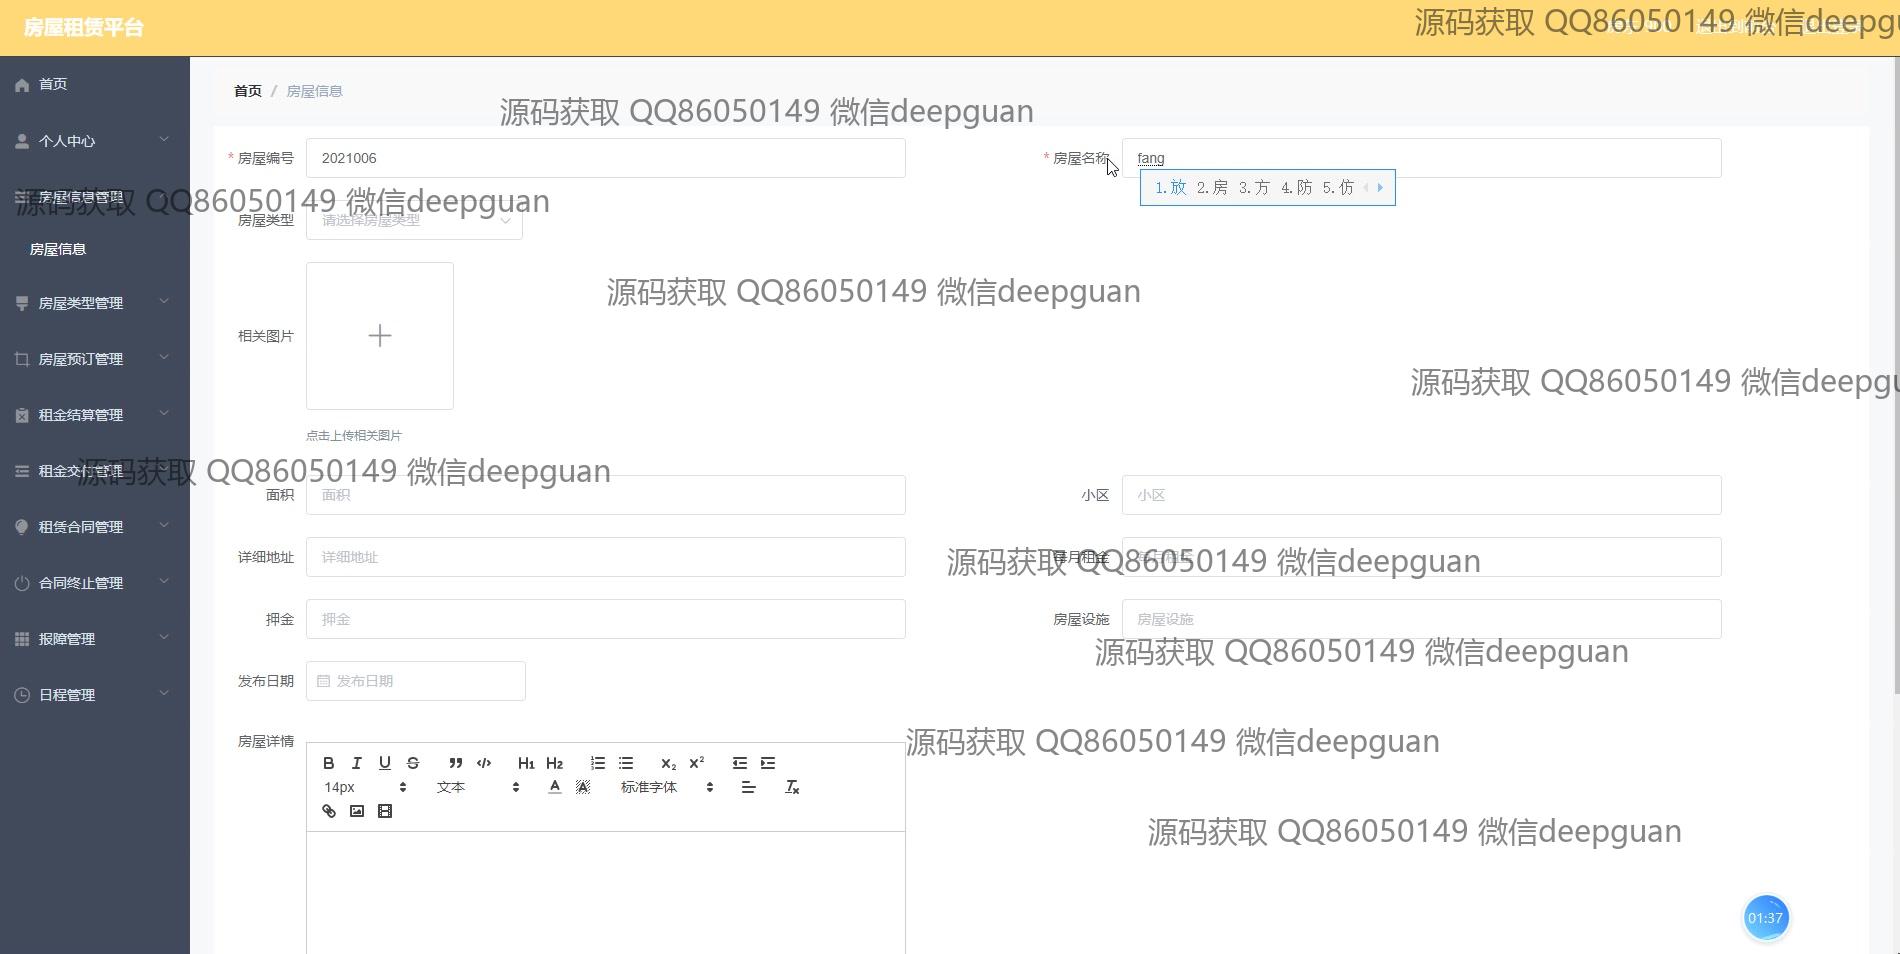 房屋租赁平台
源码获取 QQ86050149 微信deepgu
首页
个人中心
房屋信息管理
房屋信息
房屋类型管理
房屋预订管理
租金结算管理
租金交付管理
租赁合同管理
合同终止管理
报障管理
日程管理
首页 / 房屋信息
源码获取 QQ86050149 微信deepguan
* 房屋编号 2021006
* 房屋名称 fang
1.放 2.房 3.方 4.防 5.仿
源码获取 QQ86050149 微信deepguan
房屋类型 请选择房屋类型
源码获取 QQ86050149 微信deepguan
相关图片
源码获取 QQ86050149 微信deepgu
点击上传相关图片
源码获取 QQ86050149 微信deepguan
面积 面积
小区 小区
详细地址 详细地址
每月租金 每月租金
源码获取 QQ86050149 微信deepguan
押金 押金
房屋设施 房屋设施
源码获取 QQ86050149 微信deepguan
发布日期 发布日期
房屋详情
源码获取 QQ86050149 微信deepguan
B I U S H1 H2 x₂ x²
14px 文本 A A 标准字体 Tx
源码获取 QQ86050149 微信deepguan
01:37